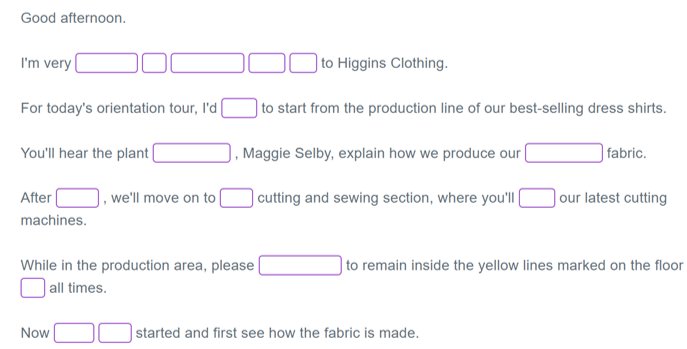 Good afternoon.
I'm very to Higgins Clothing.
For today's orientation tour, I'd to start from the production line of our best-selling dress shirts.
You'll hear the plant , Maggie Selby, explain how we produce our fabric.
After , we'll move on to cutting and sewing section, where you'll our latest cutting
machines.
While in the production area, please to remain inside the yellow lines marked on the floor
all times.
Now started and first see how the fabric is made.